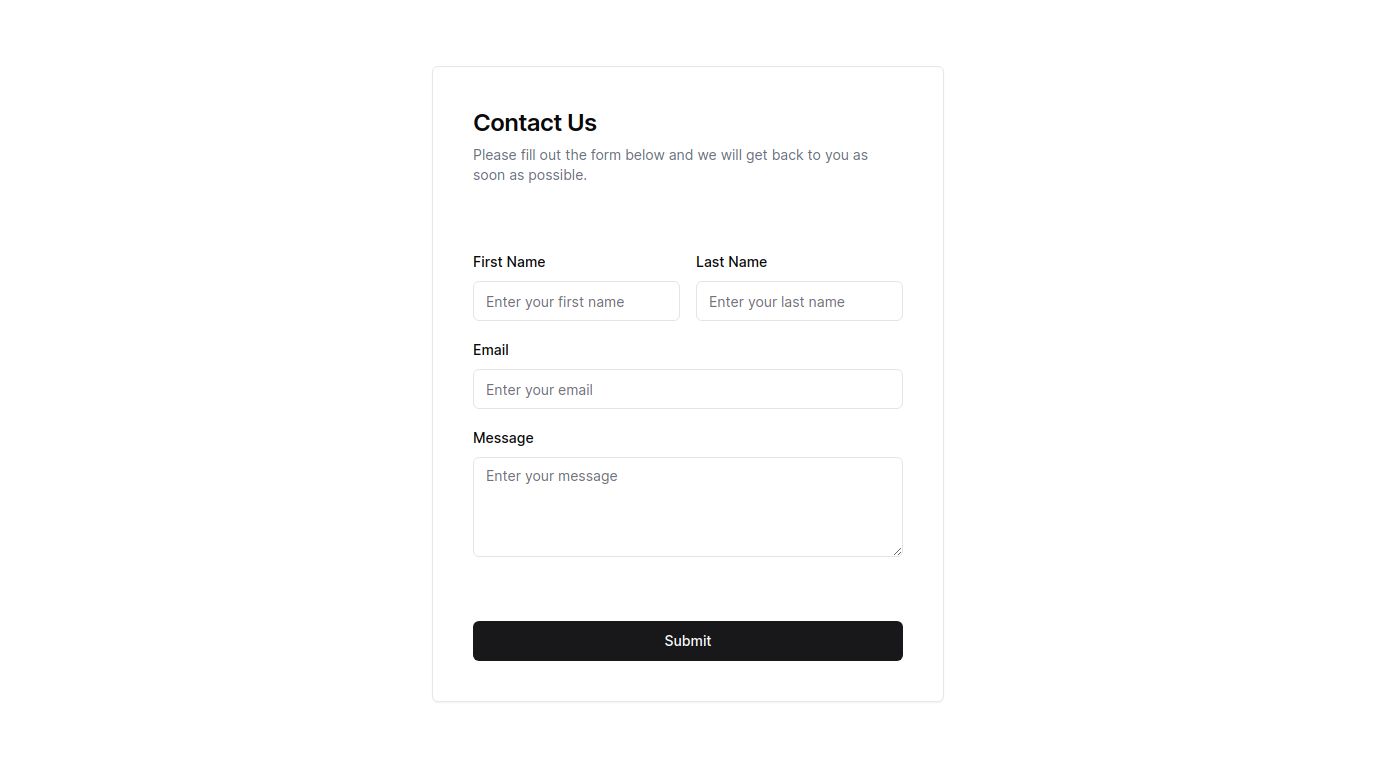 Contact Us
Please fill out the form below and we will get back to you as
soon as possible.
First Name
Last Name
Enter your first name
Enter your last name
Email
Enter your email
Message
Enter your message
Submit